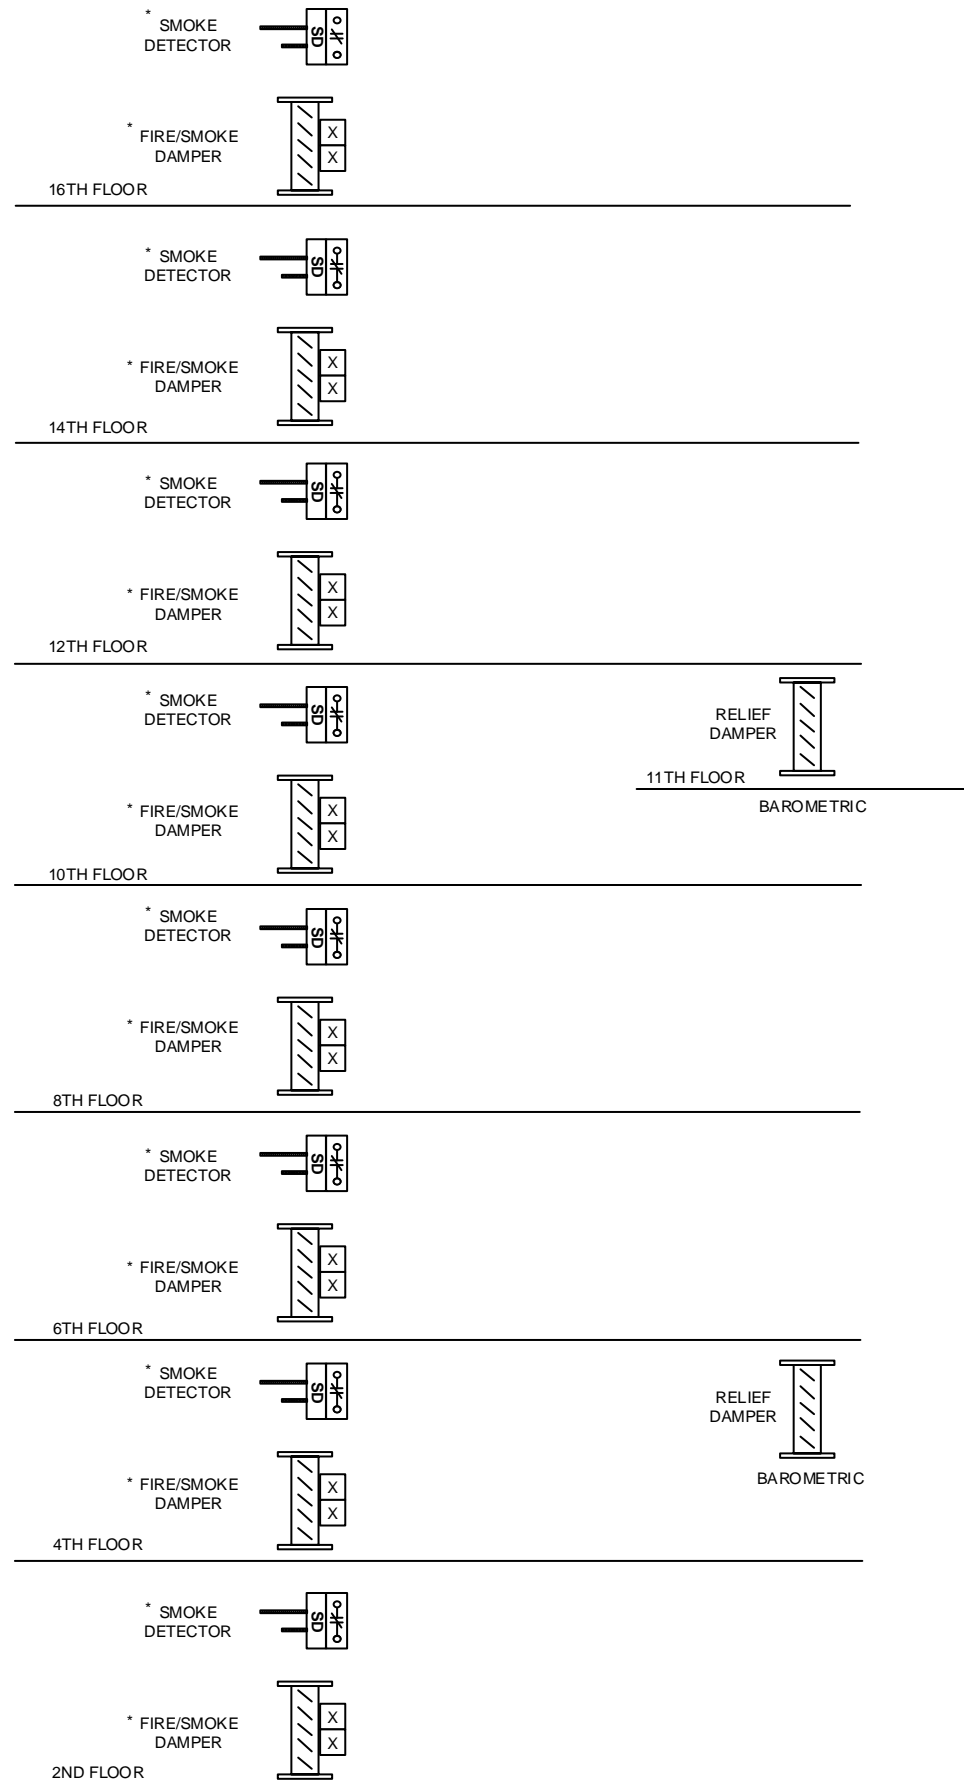 * SMOKE
DETECTOR
SD
* FIRE/SMOKE
DAMPER
X
X
16TH FLOOR
* SMOKE
DETECTOR
SD
* FIRE/SMOKE
DAMPER
X
X
14TH FLOOR
* SMOKE
DETECTOR
SD
* FIRE/SMOKE
DAMPER
X
X
12TH FLOOR
* SMOKE
DETECTOR
SD
RELIEF
DAMPER
11TH FLOOR
BAROMETRIC
* FIRE/SMOKE
DAMPER
X
X
10TH FLOOR
* SMOKE
DETECTOR
SD
* FIRE/SMOKE
DAMPER
X
X
8TH FLOOR
* SMOKE
DETECTOR
SD
* FIRE/SMOKE
DAMPER
X
X
6TH FLOOR
* SMOKE
DETECTOR
SD
RELIEF
DAMPER
BAROMETRIC
* FIRE/SMOKE
DAMPER
X
X
4TH FLOOR
* SMOKE
DETECTOR
SD
* FIRE/SMOKE
DAMPER
X
X
2ND FLOOR